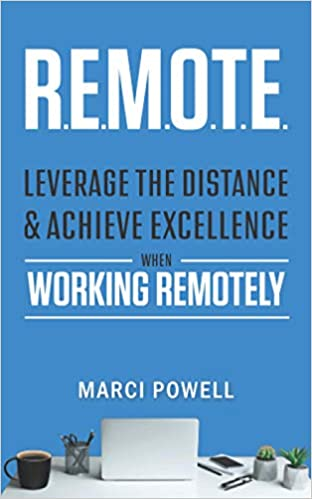 R.E.M.O.T.E.
LEVERAGE THE DISTANCE
& ACHIEVE EXCELLENCE
WHEN
WORKING REMOTELY
MARCI POWELL